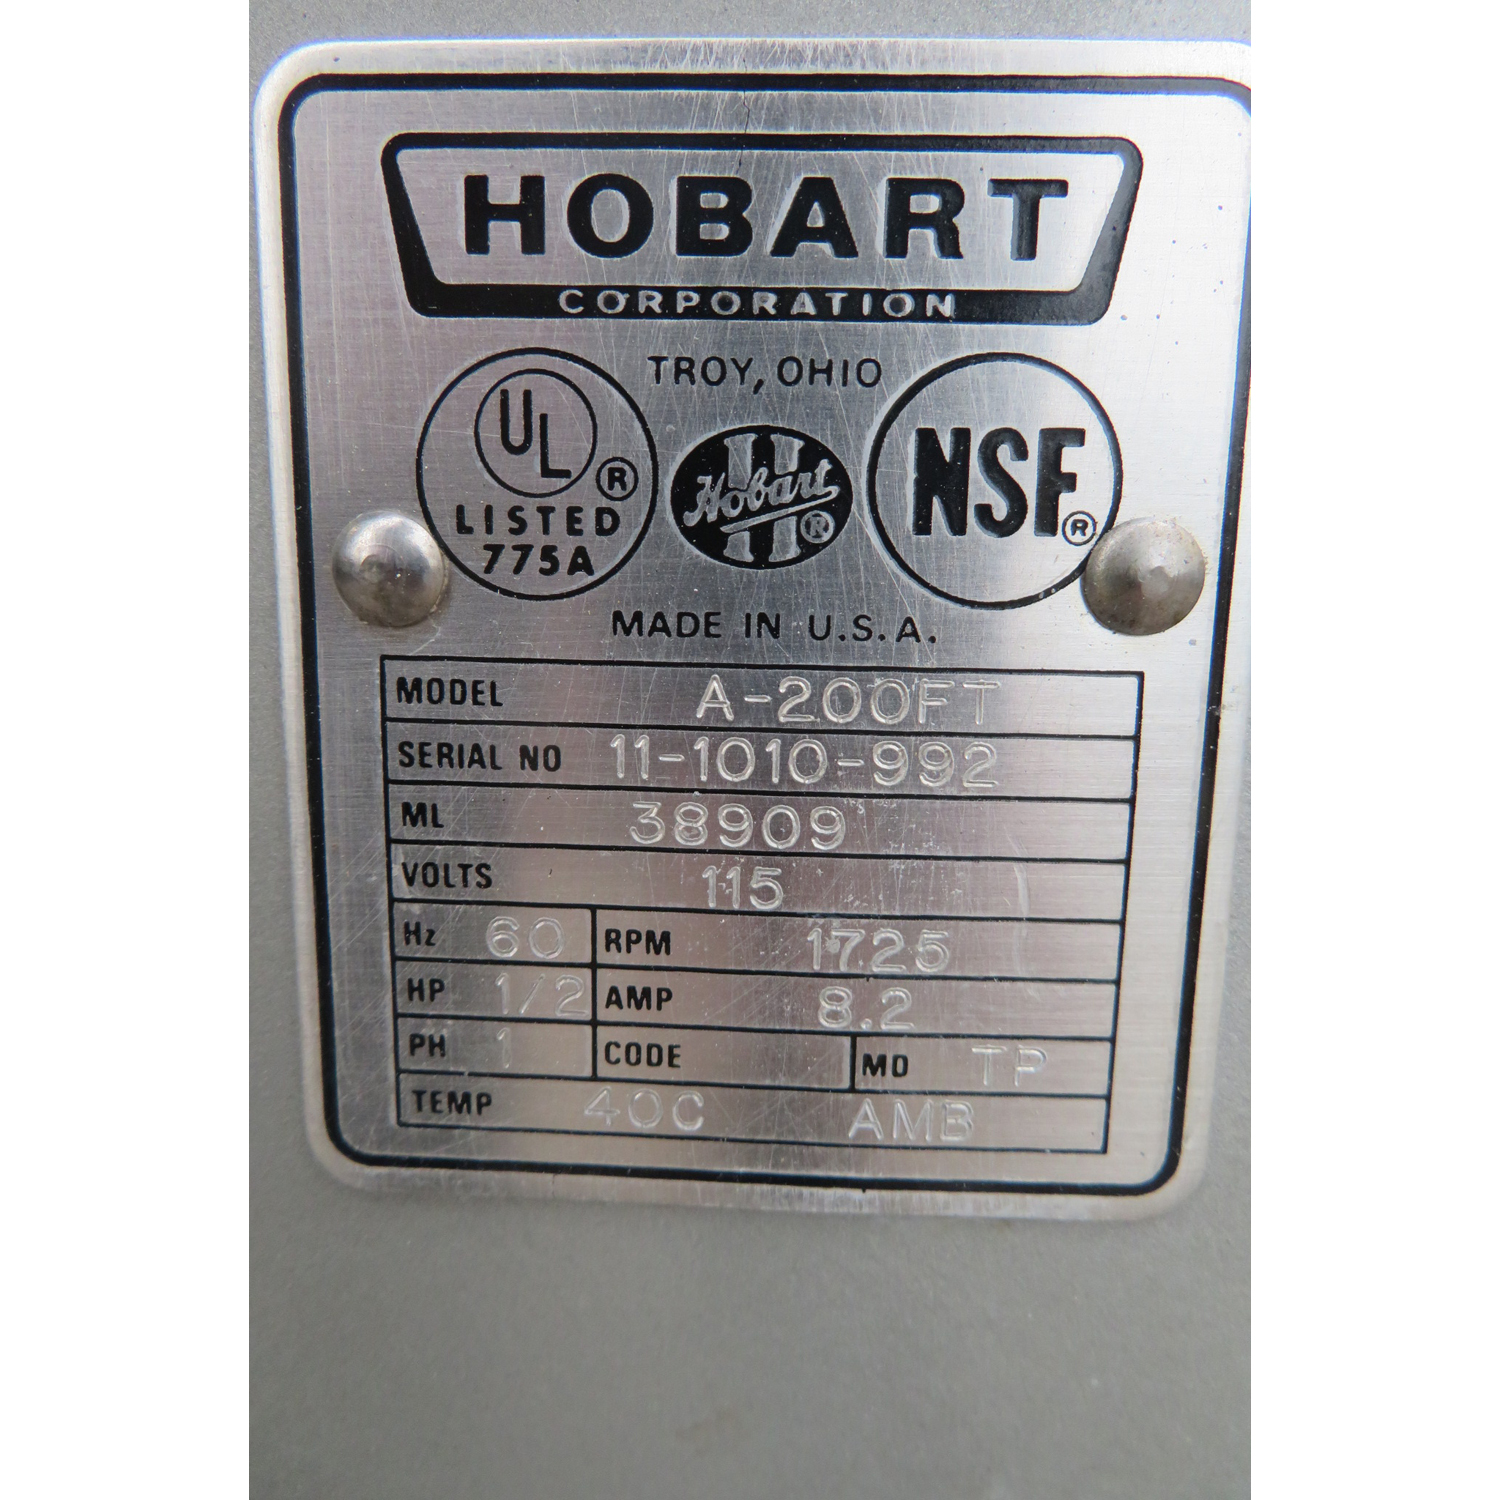 HOBART
CORPORATION
TROY, OHIO
UL ®
LISTED
775A
Hobart ®
NSF ®
MADE IN U.S.A.
MODEL A-200FT
SERIAL NO 11-1010-992
ML 38909
VOLTS 115
Hz 60 RPM 1725
HP 1/2 AMP 8.2
PH 1 CODE MO TP
TEMP 40C AMB